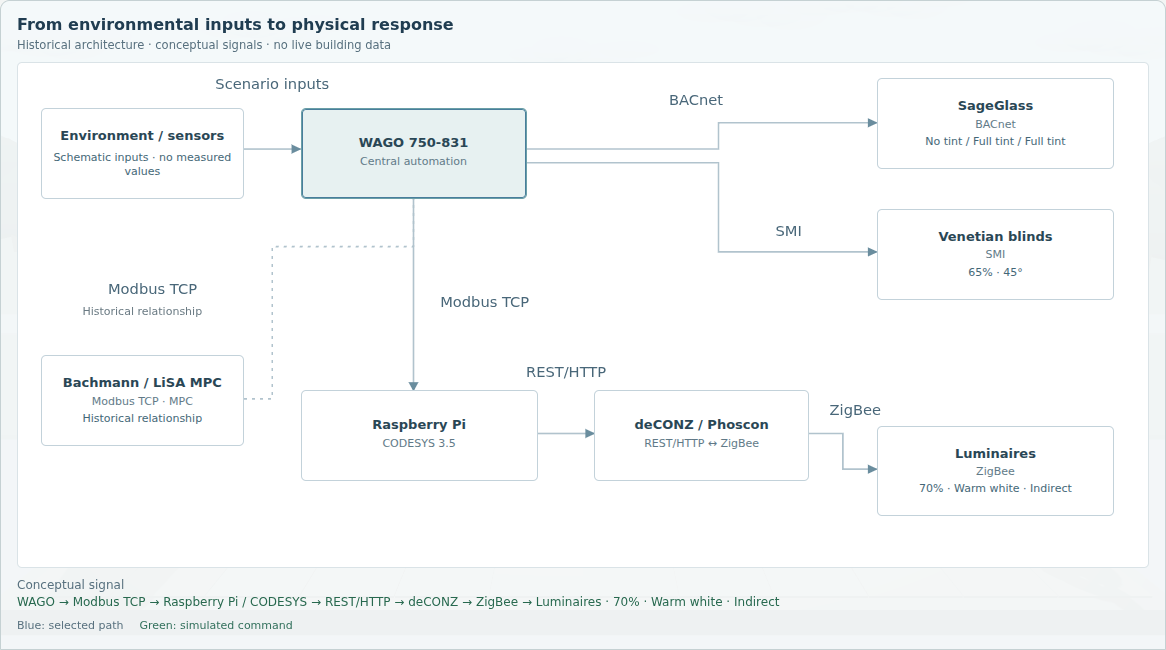 From environmental inputs to physical response
Historical architecture · conceptual signals · no live building data
Scenario inputs
BACnet
Environment / sensors
Schematic inputs · no measured
values
WAGO 750-831
Central automation
SageGlass
BACnet
No tint / Full tint / Full tint
SMI
Venetian blinds
SMI
65% · 45°
Modbus TCP
Historical relationship
Modbus TCP
Bachmann / LiSA MPC
Modbus TCP · MPC
Historical relationship
REST/HTTP
Raspberry Pi
CODESYS 3.5
deCONZ / Phoscon
REST/HTTP ↔ ZigBee
ZigBee
Luminaires
ZigBee
70% · Warm white · Indirect
Conceptual signal
WAGO → Modbus TCP → Raspberry Pi / CODESYS → REST/HTTP → deCONZ → ZigBee → Luminaires · 70% · Warm white · Indirect
Blue: selected path Green: simulated command